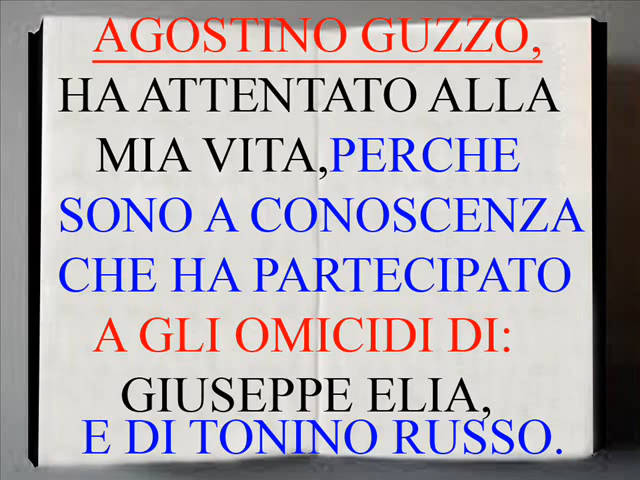 AGOSTINO GUZZO,
HA ATTENTATO ALLA
MIA VITA,PERCHE
SONO A CONOSCENZA
CHE HA PARTECIPATO
A GLI OMICIDI DI:
GIUSEPPE ELIA,
E DI TONINO RUSSO.